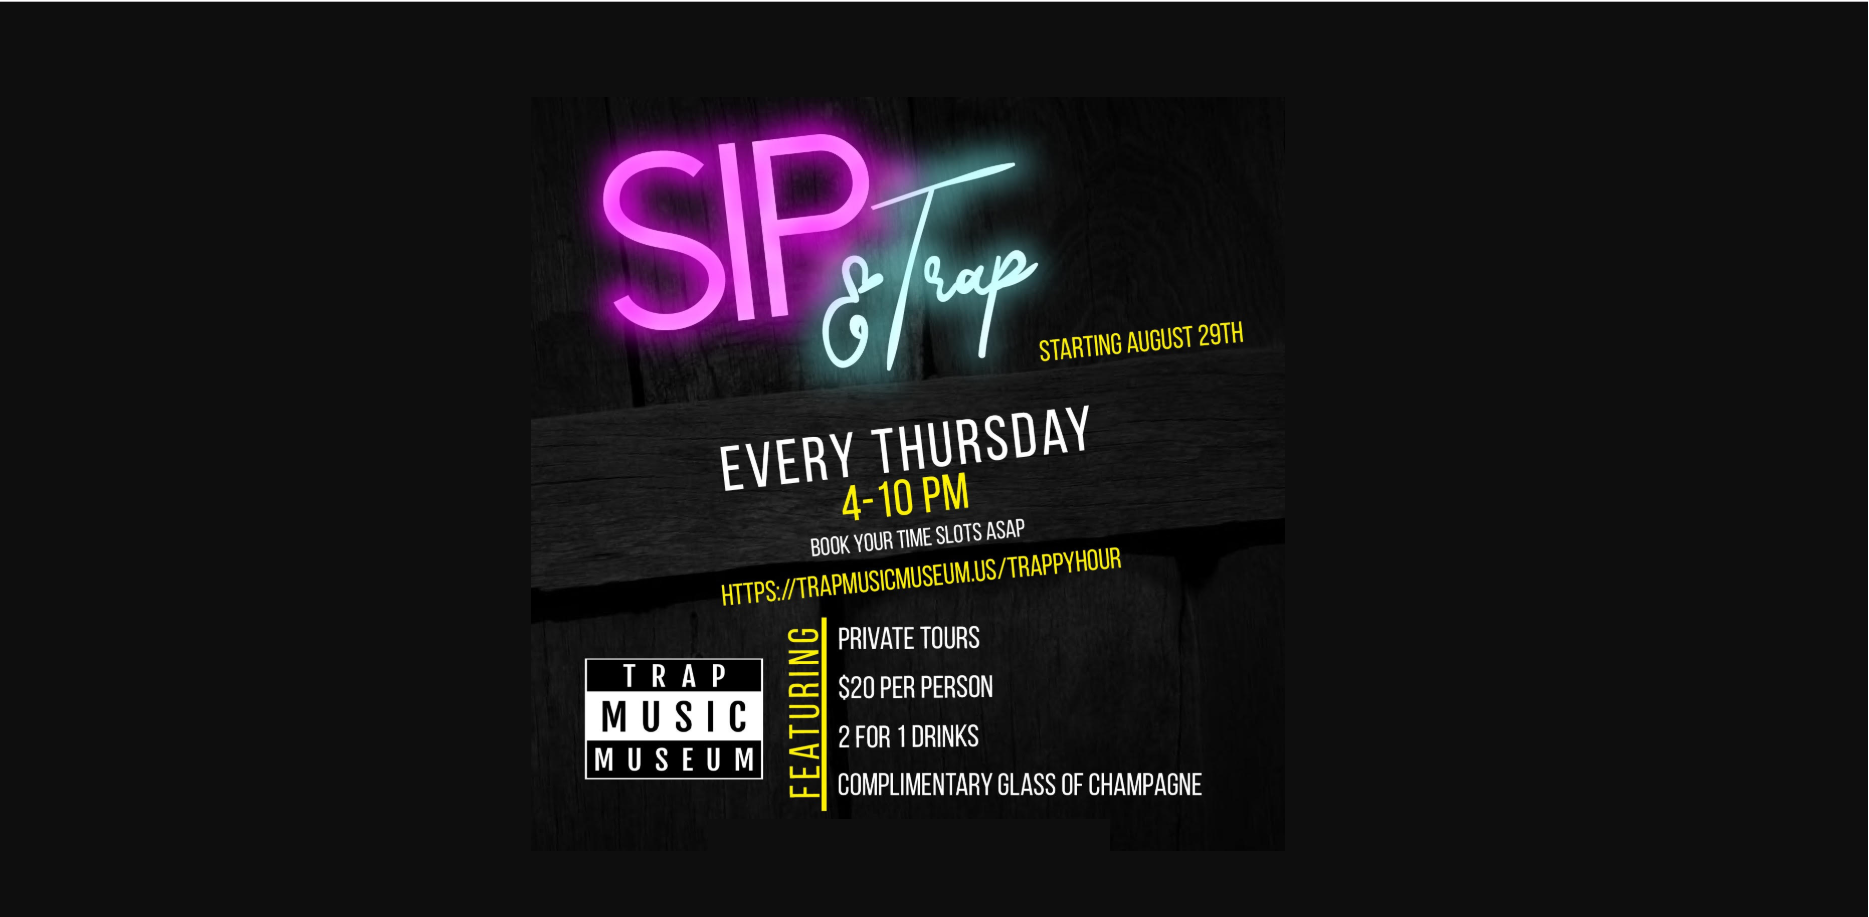 SIP
& Trap
STARTING AUGUST 29TH
EVERY THURSDAY
4-10 PM
BOOK YOUR TIME SLOTS ASAP
HTTPS://TRAPMUSICMUSEUM.US/TRAPPYHOUR
TRAP
MUSIC
MUSEUM
FEATURING
PRIVATE TOURS
$20 PER PERSON
2 FOR 1 DRINKS
COMPLIMENTARY GLASS OF CHAMPAGNE